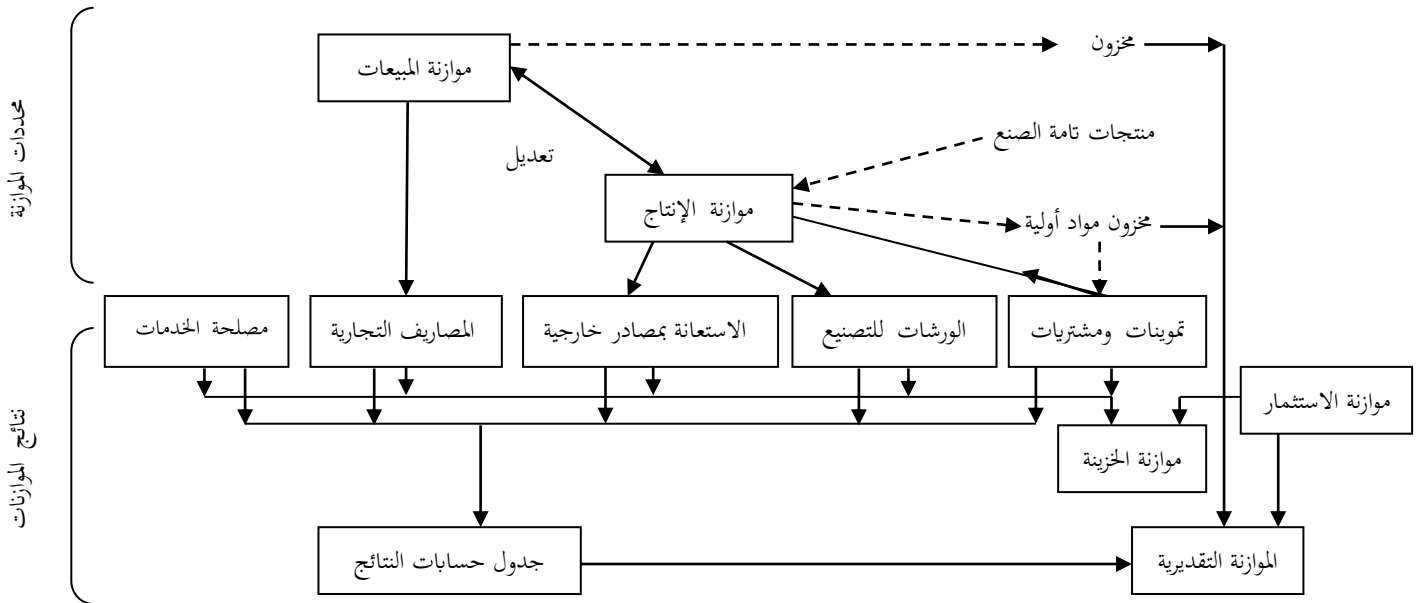 محددات الموازنة
مخزون
موازنة المبيعات
منتجات تامة الصنع
تعديل
موازنة الإنتاج
مخزون مواد أولية
تموينات ومشتريات
الورشات للتصنيع
الاستعانة بمصادر خارجية
المصاريف التجارية
مصلحة الخدمات
نتائج الموازنات
موازنة الاستثمار
موازنة الخزينة
الموازنة التقديرية
جدول حسابات النتائج